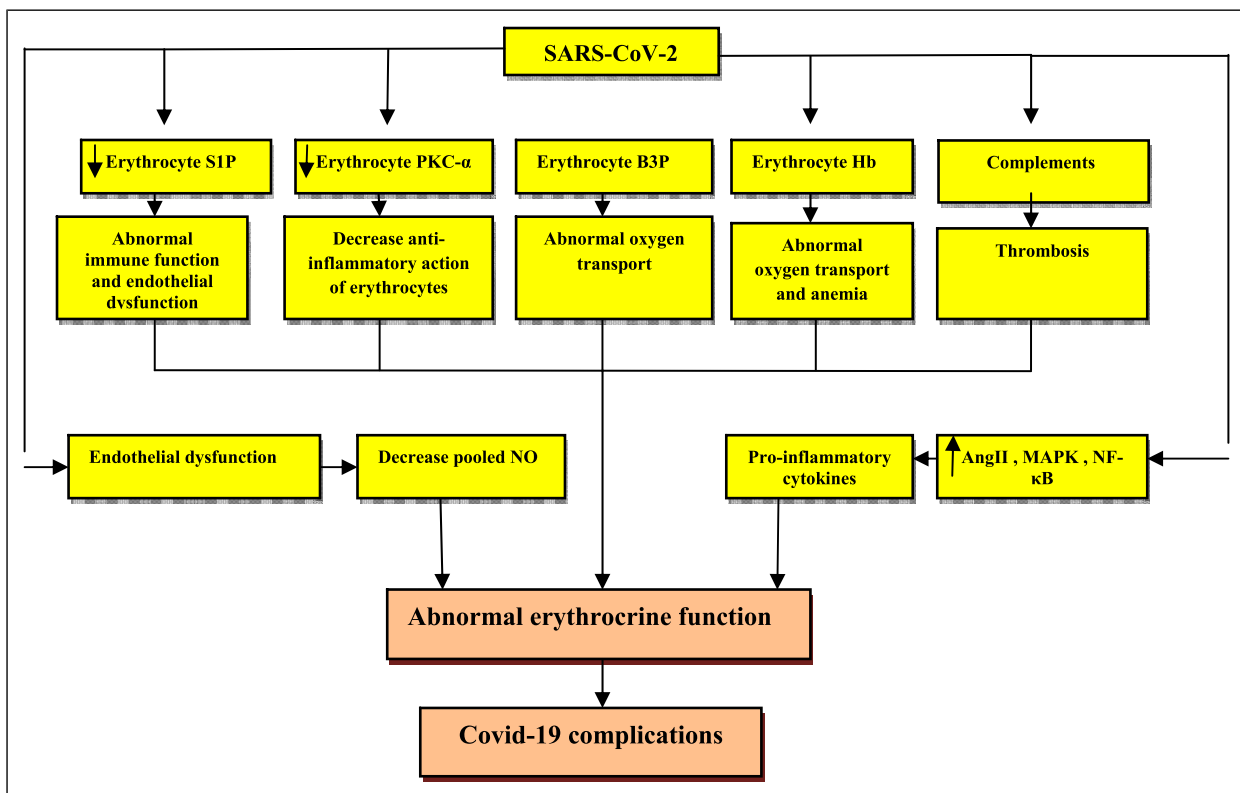 SARS-CoV-2
Erythrocyte S1P
Erythrocyte PKC-α
Erythrocyte B3P
Erythrocyte Hb
Complements
Abnormal
immune function
and endothelial
dysfunction
Decrease anti-
inflammatory action
of erythrocytes
Abnormal oxygen
transport
Abnormal
oxygen transport
and anemia
Thrombosis
Endothelial dysfunction
Decrease pooled NO
Pro-inflammatory
cytokines
AngII , MAPK , NF-
κB
Abnormal erythrocrine function
Covid-19 complications